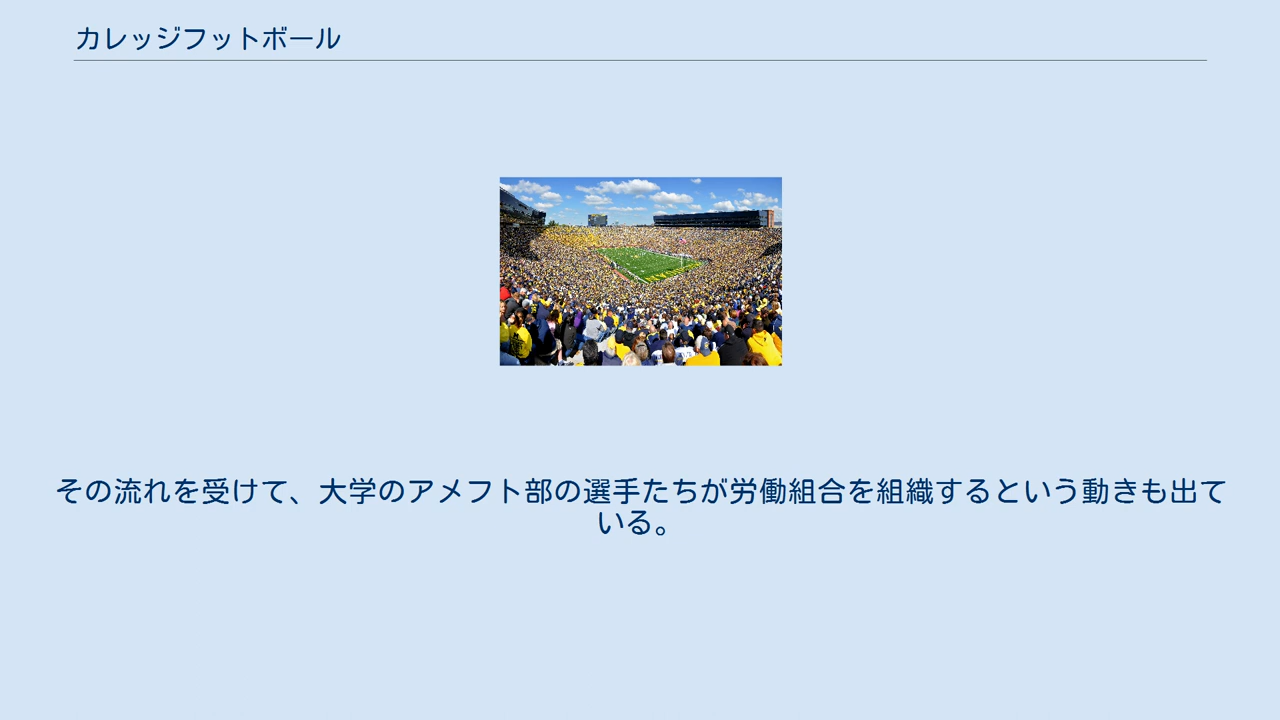 カレッジフットボール
その流れを受けて、大学のアメフト部の選手たちが労働組合を組織するという動きも出て
いる。